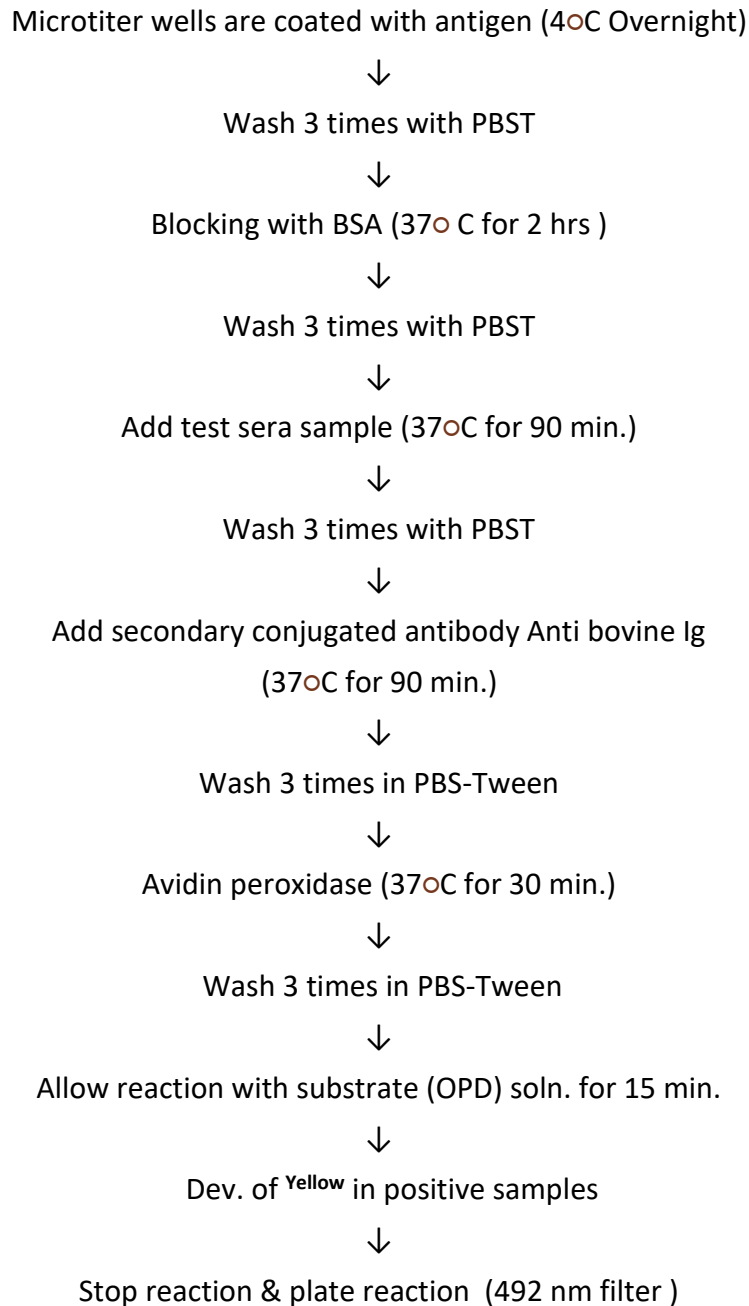 Microtiter wells are coated with antigen (4○C Overnight)
↓
Wash 3 times with PBST
↓
Blocking with BSA (37○ C for 2 hrs )
↓
Wash 3 times with PBST
↓
Add test sera sample (37○C for 90 min.)
↓
Wash 3 times with PBST
↓
Add secondary conjugated antibody Anti bovine Ig
(37○C for 90 min.)
↓
Wash 3 times in PBS-Tween
↓
Avidin peroxidase (37○C for 30 min.)
↓
Wash 3 times in PBS-Tween
↓
Allow reaction with substrate (OPD) soln. for 15 min.
↓
Dev. of Yellow in positive samples
↓
Stop reaction & plate reaction (492 nm filter )